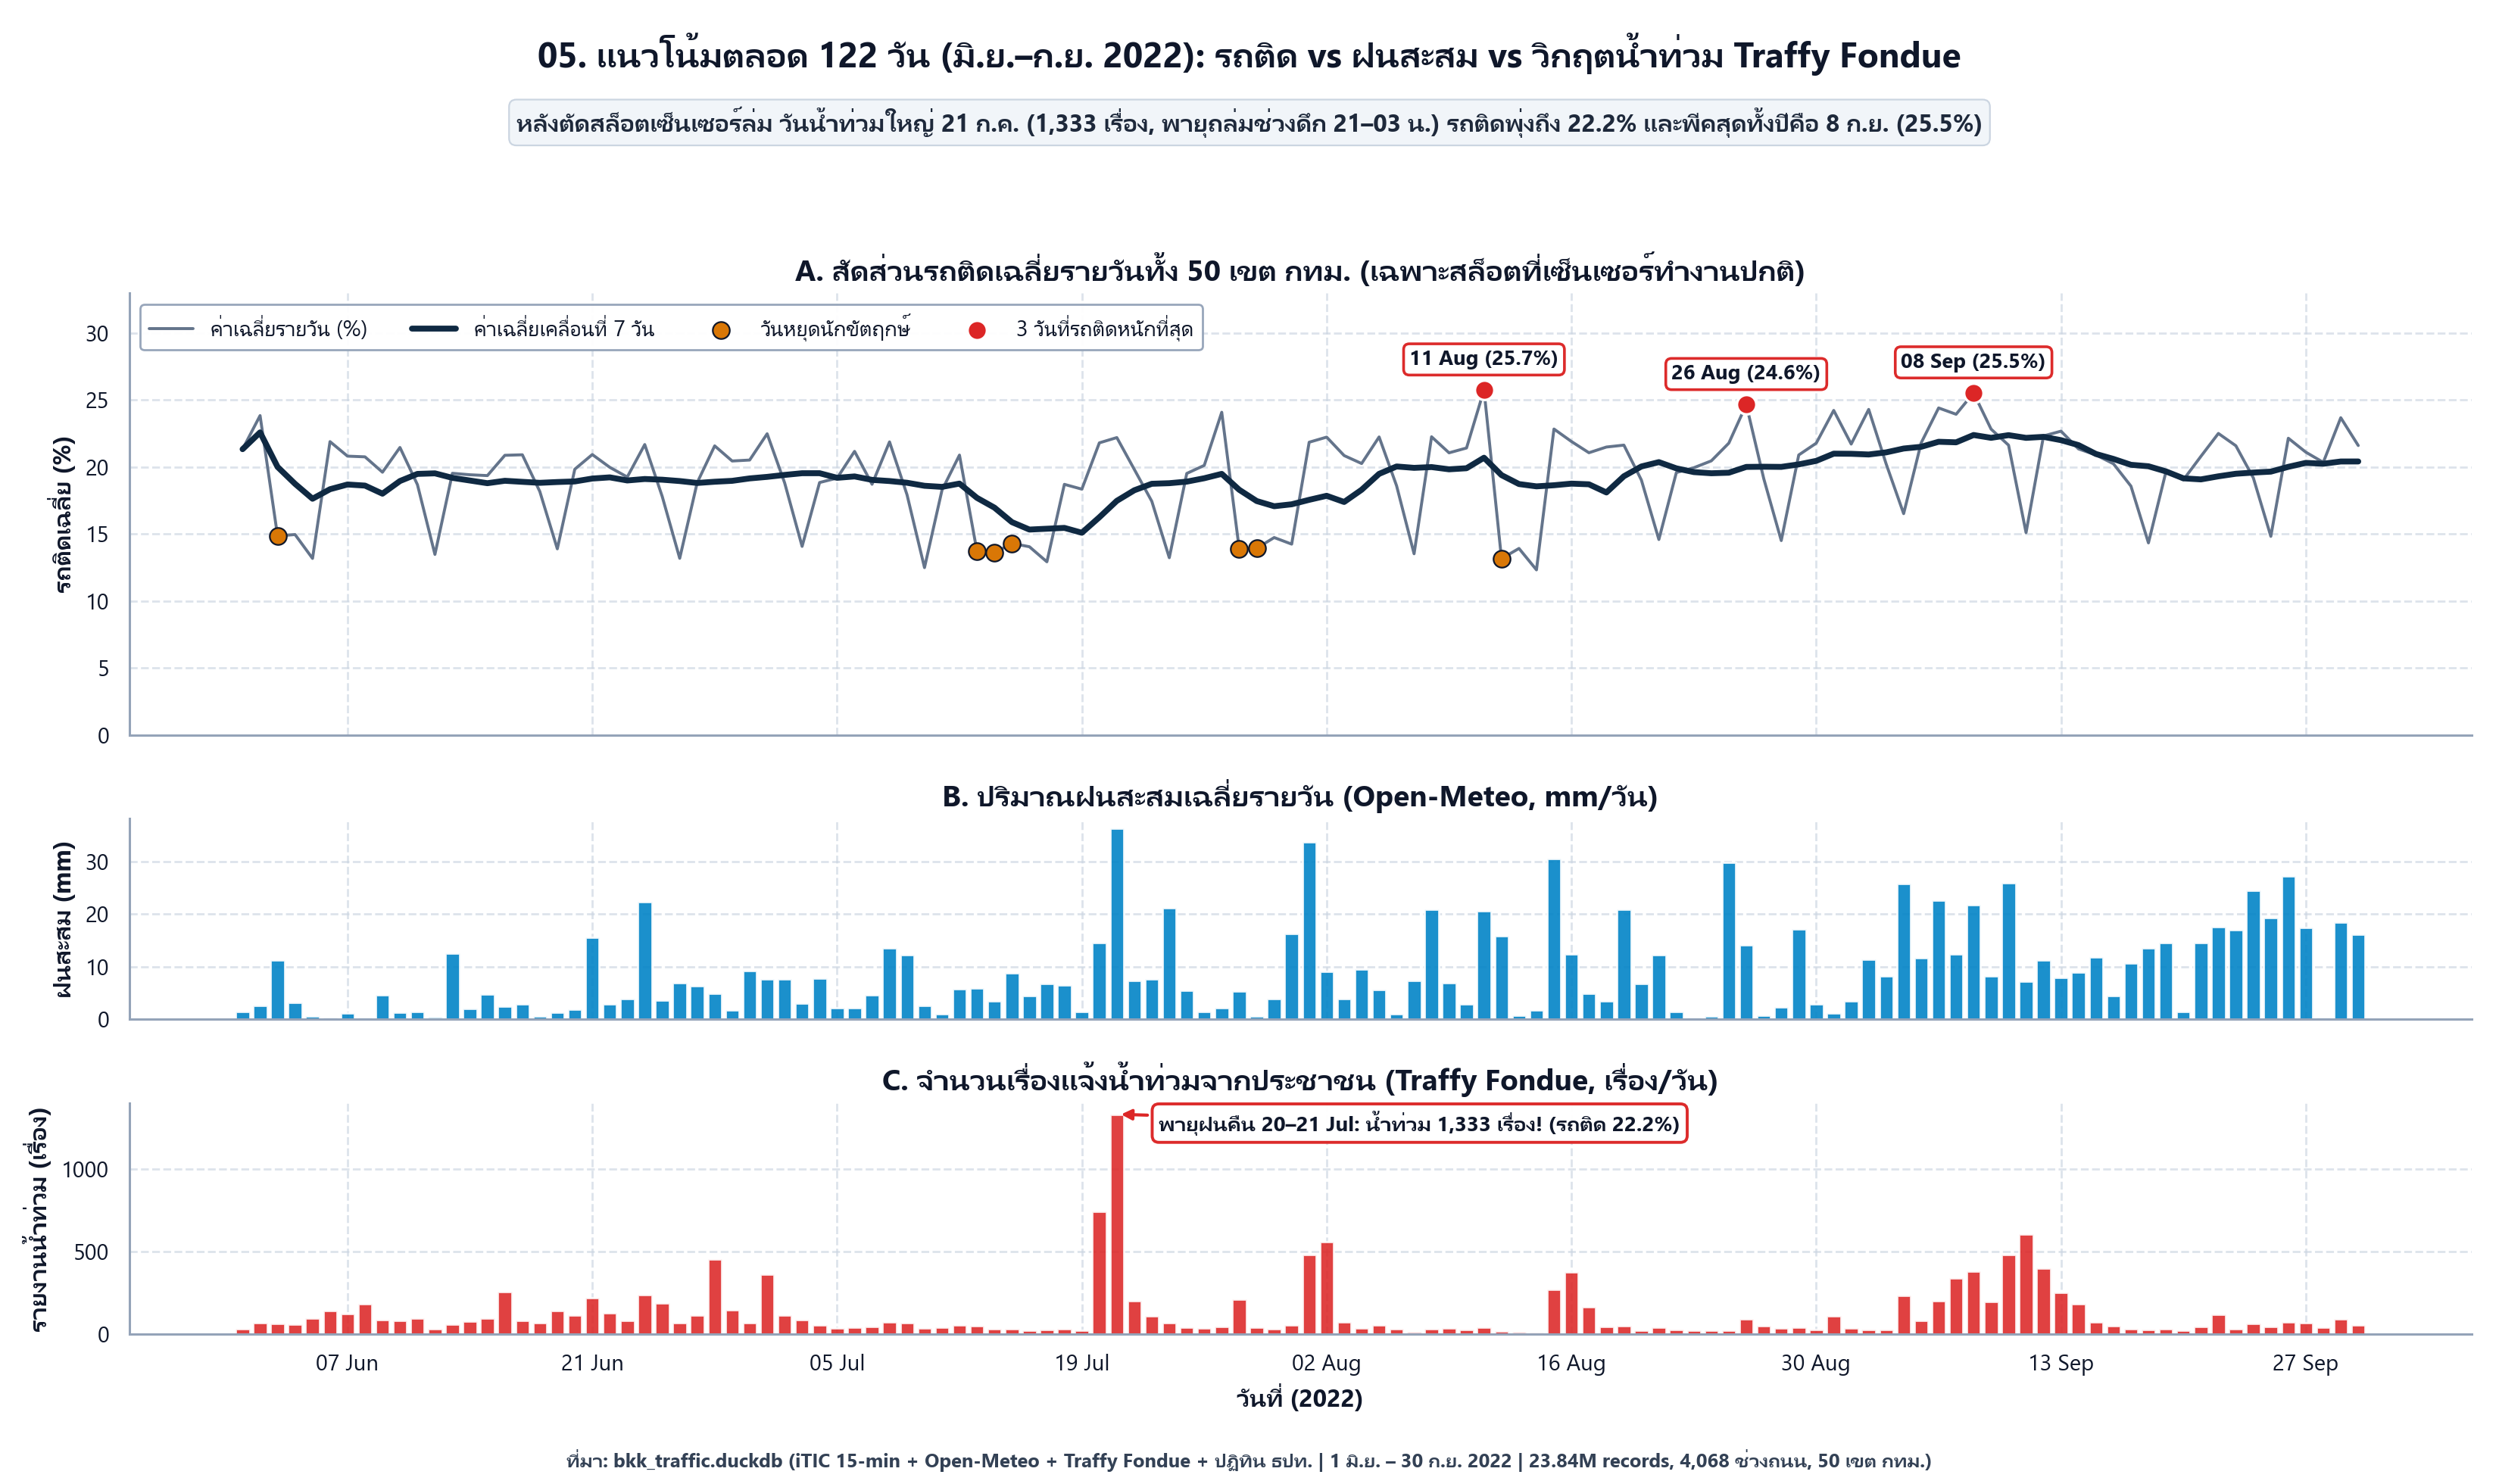 05. แนวโน้มตลอด 122 วัน (มิ.ย.–ก.ย. 2022): รถติด vs ฝนสะสม vs วิกฤตน้ำท่วม Traffy Fondue
หลังตัดสล็อตเซ็นเซอร์ล่ม วันน้ำท่วมใหญ่ 21 ก.ค. (1,333 เรื่อง, พายุถล่มช่วงดึก 21–03 น.) รถติดพุ่งถึง 22.2% และพีคสุดทั้งปีคือ 8 ก.ย. (25.5%)
A. สัดส่วนรถติดเฉลี่ยรายวันทั้ง 50 เขต กทม. (เฉพาะสล็อตที่เซ็นเซอร์ทำงานปกติ)
ค่าเฉลี่ยรายวัน (%)
ค่าเฉลี่ยเคลื่อนที่ 7 วัน
วันหยุดนักขัตฤกษ์
3 วันที่รถติดหนักที่สุด
11 Aug (25.7%)
26 Aug (24.6%)
08 Sep (25.5%)
รถติดเฉลี่ย (%)
30
25
20
15
10
5
0
B. ปริมาณฝนสะสมเฉลี่ยรายวัน (Open-Meteo, mm/วัน)
ฝนสะสม (mm)
30
20
10
0
C. จำนวนเรื่องแจ้งน้ำท่วมจากประชาชน (Traffy Fondue, เรื่อง/วัน)
พายุฝนคืน 20–21 Jul: น้ำท่วม 1,333 เรื่อง! (รถติด 22.2%)
รายงานน้ำท่วม (เรื่อง)
1000
500
0
07 Jun
21 Jun
05 Jul
19 Jul
02 Aug
16 Aug
30 Aug
13 Sep
27 Sep
วันที่ (2022)
ที่มา: bkk_traffic.duckdb (iTIC 15-min + Open-Meteo + Traffy Fondue + ปฏิทิน ธปท. | 1 มิ.ย. – 30 ก.ย. 2022 | 23.84M records, 4,068 ช่วงถนน, 50 เขต กทม.)